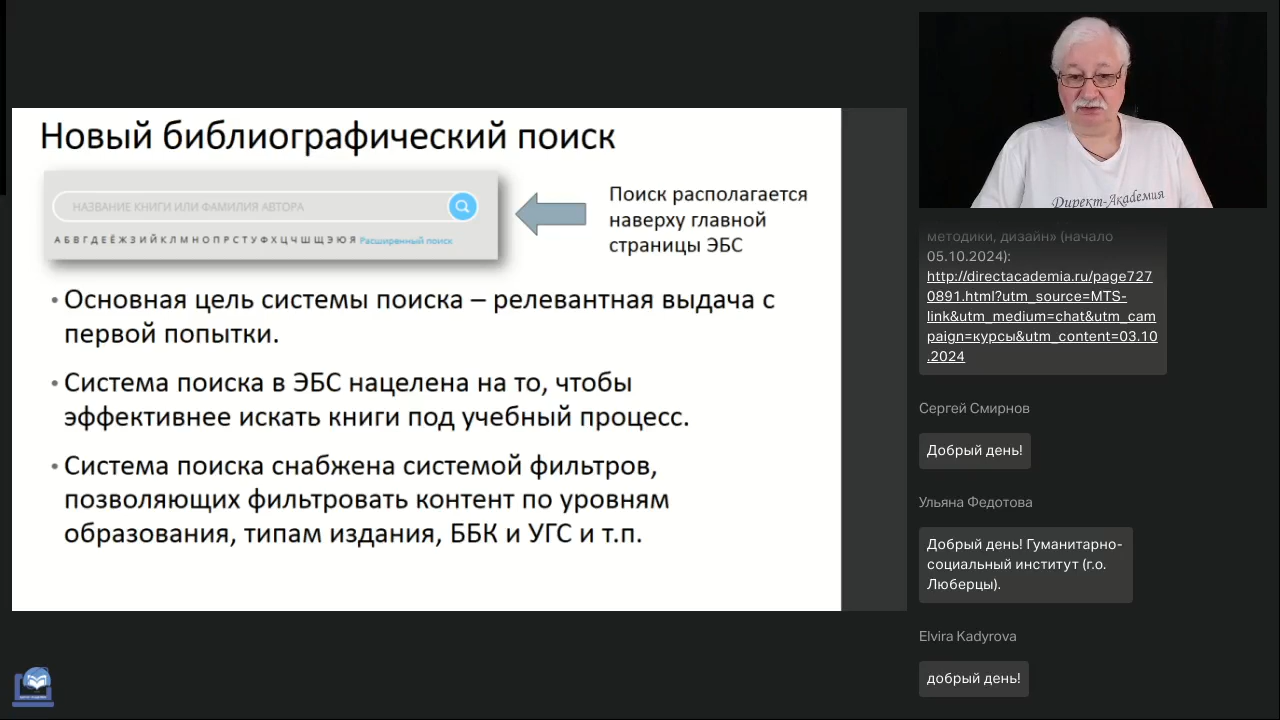 Новый библиографический поиск
НАЗВАНИЕ КНИГИ ИЛИ ФАМИЛИЯ АВТОРА
А Б В Г Д Е Ё Ж З И Й К Л М Н О П Р С Т У Ф Х Ц Ч Ш Щ Э Ю Я Расширенный поиск
Поиск располагается
наверху главной
страницы ЭБС
• Основная цель системы поиска – релевантная выдача с
первой попытки.
• Система поиска в ЭБС нацелена на то, чтобы
эффективнее искать книги под учебный процесс.
• Система поиска снабжена системой фильтров,
позволяющих фильтровать контент по уровням
образования, типам издания, ББК и УГС и т.п.
Директ-Академия
методики, дизайн» (начало
05.10.2024):
http://directacademia.ru/page727
0891.html?utm_source=MTS-
link&utm_medium=chat&utm_cam
paign=курсы&utm_content=03.10
.2024
Сергей Смирнов
Добрый день!
Ульяна Федотова
Добрый день! Гуманитарно-
социальный институт (г.о.
Люберцы).
Elvira Kadyrova
добрый день!